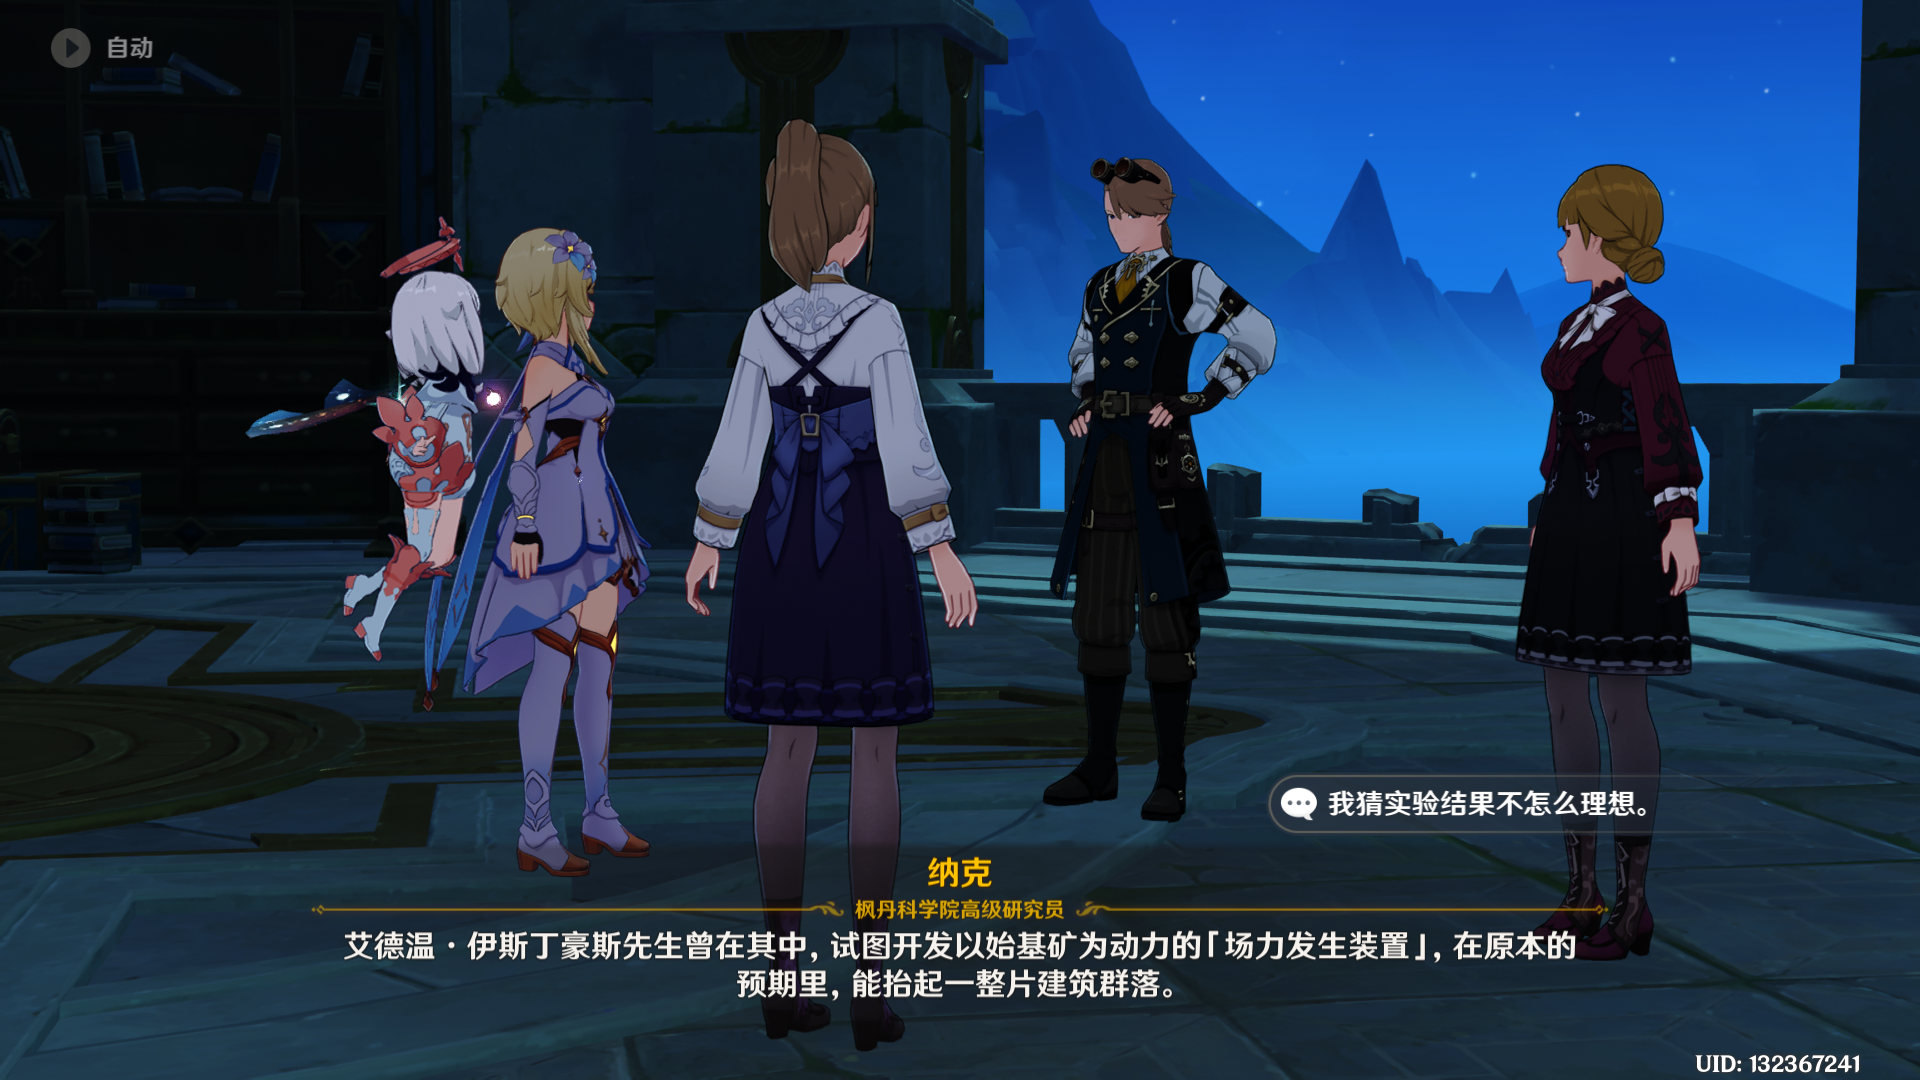 自动
我猜实验结果不怎么理想。
纳克
枫丹科学院高级研究员
艾德温·伊斯丁豪斯先生曾在其中，试图开发以始基矿为动力的「场力发生装置」，在原本的
预期里，能抬起一整片建筑群落。
UID: 132367241